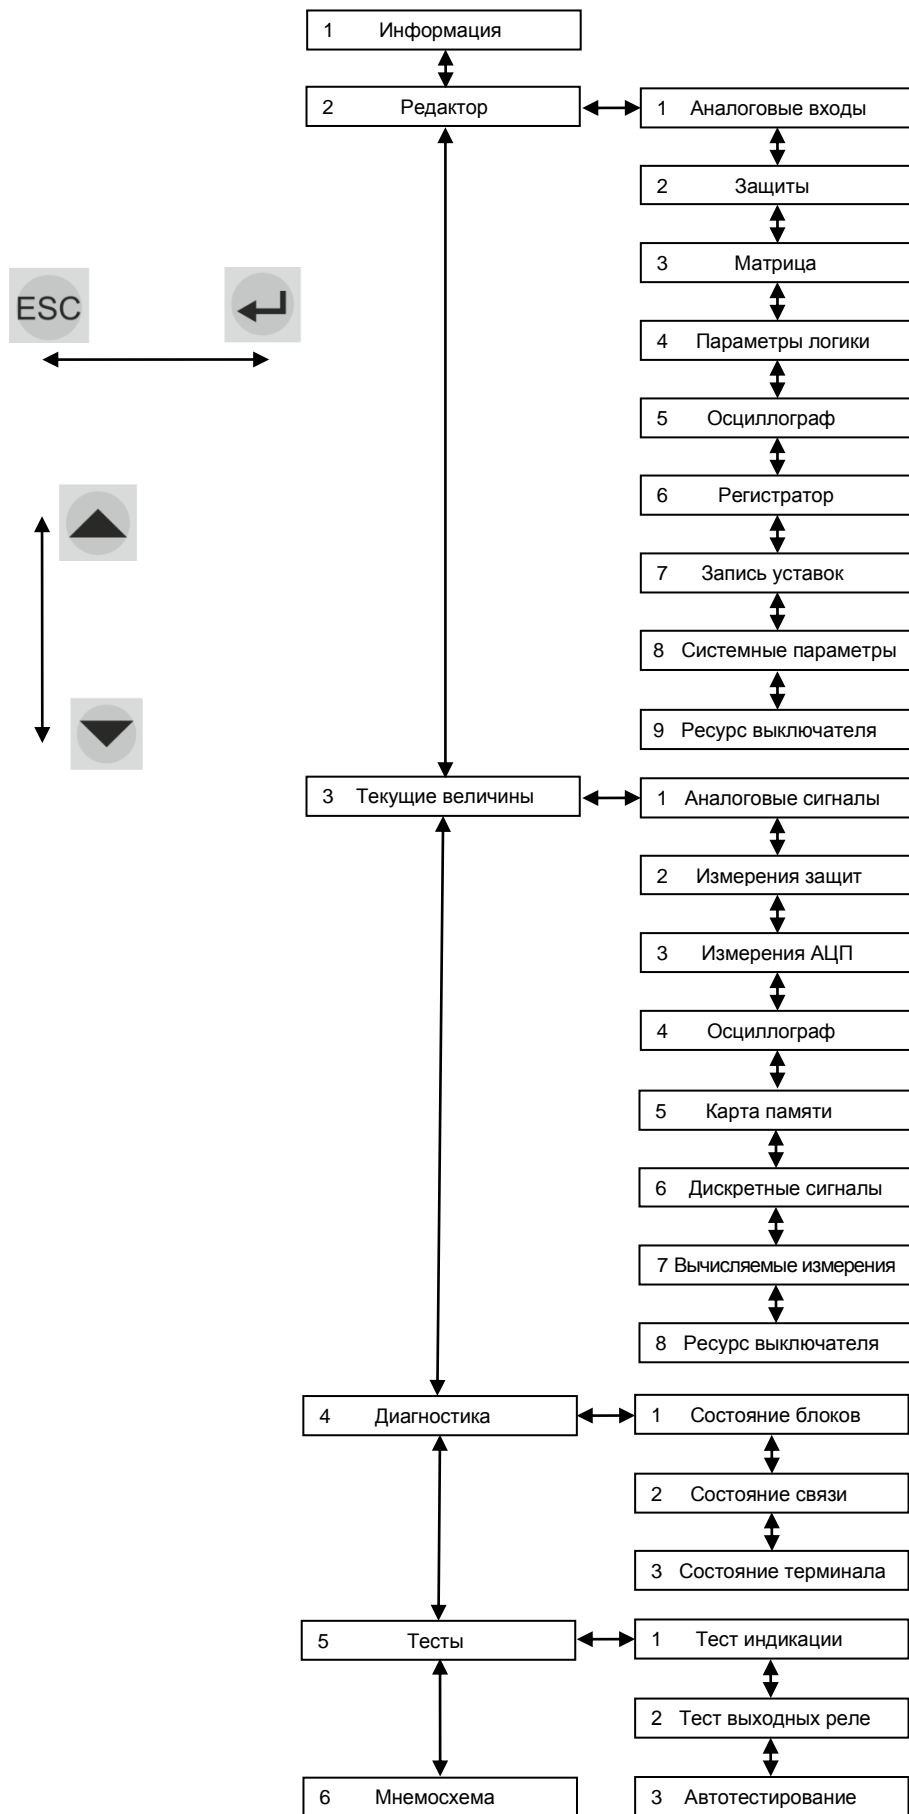 1 Информация
2 Редактор
1 Аналоговые входы
2 Защиты
3 Матрица
ESC
4 Параметры логики
5 Осциллограф
6 Регистратор
7 Запись уставок
8 Системные параметры
9 Ресурс выключателя
3 Текущие величины
1 Аналоговые сигналы
2 Измерения защит
3 Измерения АЦП
4 Осциллограф
5 Карта памяти
6 Дискретные сигналы
7 Вычисляемые измерения
8 Ресурс выключателя
4 Диагностика
1 Состояние блоков
2 Состояние связи
3 Состояние терминала
5 Тесты
1 Тест индикации
2 Тест выходных реле
6 Мнемосхема
3 Автотестирование